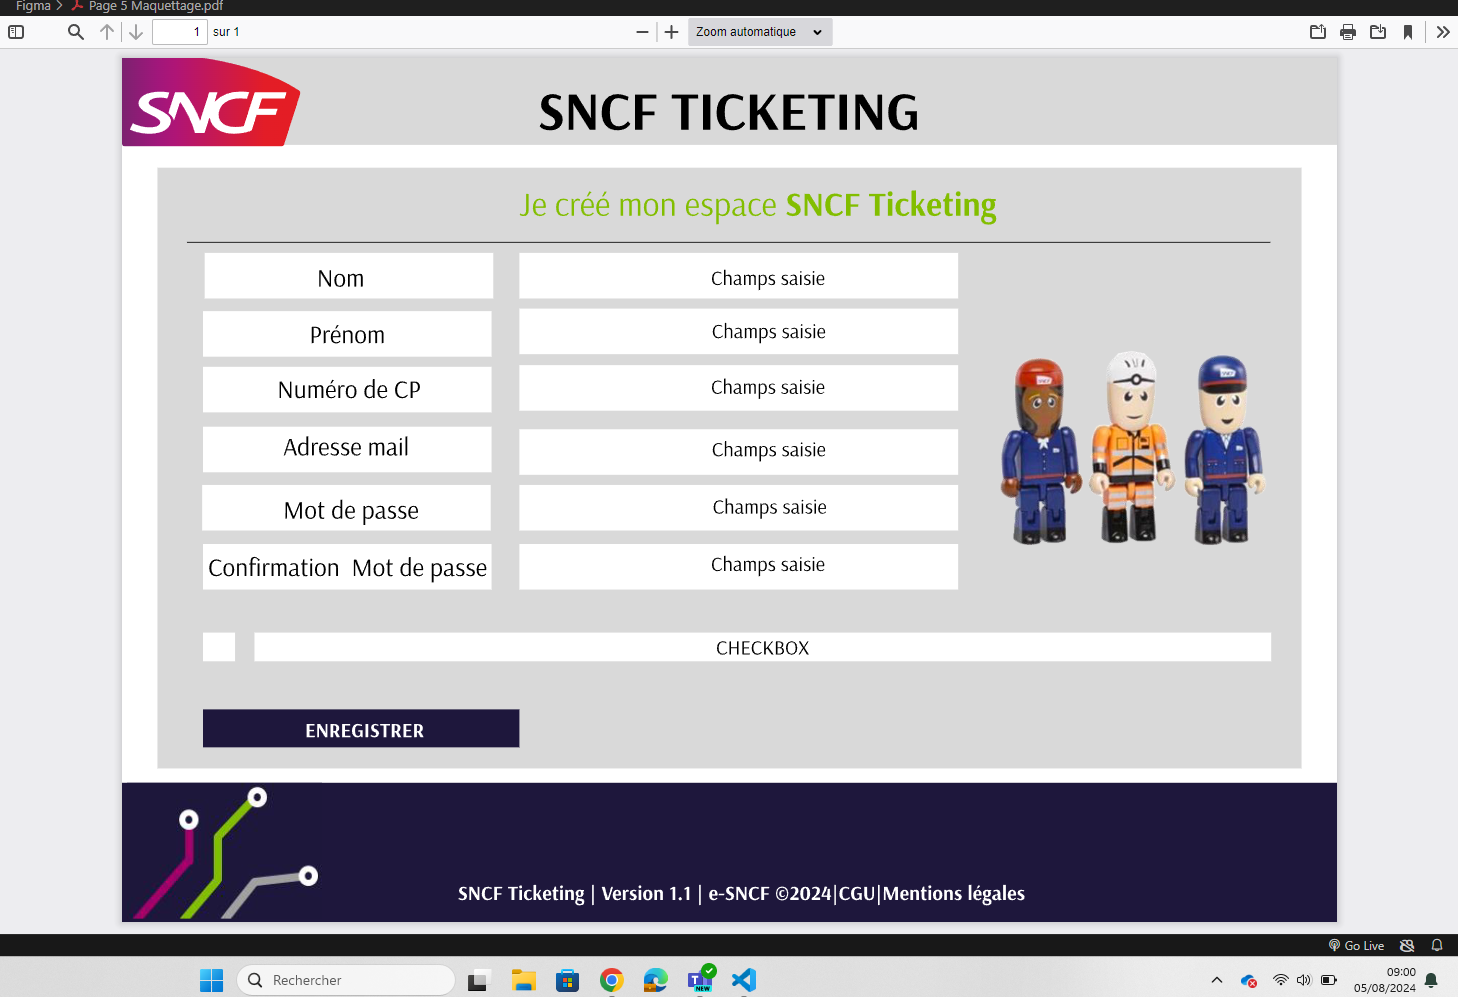 Figma > Page 5 Maquettage.pdf
1 sur 1
Zoom automatique
SNCF
SNCF TICKETING
Je créé mon espace SNCF Ticketing
Nom
Champs saisie
Prénom
Champs saisie
Numéro de CP
Champs saisie
Adresse mail
Champs saisie
Mot de passe
Champs saisie
Confirmation Mot de passe
Champs saisie
CHECKBOX
ENREGISTRER
SNCF Ticketing | Version 1.1 | e-SNCF ©2024|CGU|Mentions légales
Go Live
Rechercher
NEW
09:00
05/08/2024